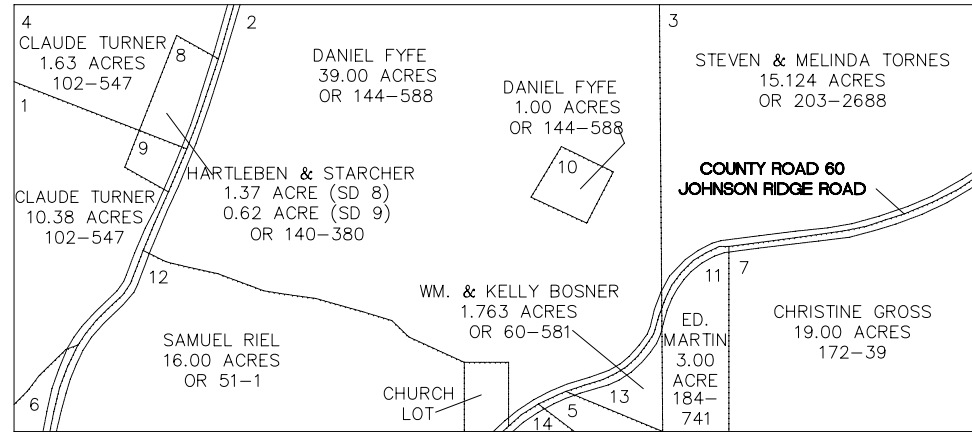 4
CLAUDE TURNER
1.63 ACRES
102-547
8
2
DANIEL FYFE
39.00 ACRES
OR 144-588
DANIEL FYFE
1.00 ACRES
OR 144-588
10
3
STEVEN & MELINDA TORNES
15.124 ACRES
OR 203-2688
COUNTY ROAD 60
JOHNSON RIDGE ROAD
1
9
CLAUDE TURNER
10.38 ACRES
102-547
HARTLEBEN & STARCHER
1.37 ACRE (SD 8)
0.62 ACRE (SD 9)
OR 140-380
12
SAMUEL RIEL
16.00 ACRES
OR 51-1
6
WM. & KELLY BOSNER
1.763 ACRES
OR 60-581
CHURCH
LOT
14
5
13
11
7
ED.
MARTIN
3.00
ACRE
184-
741
CHRISTINE GROSS
19.00 ACRES
172-39